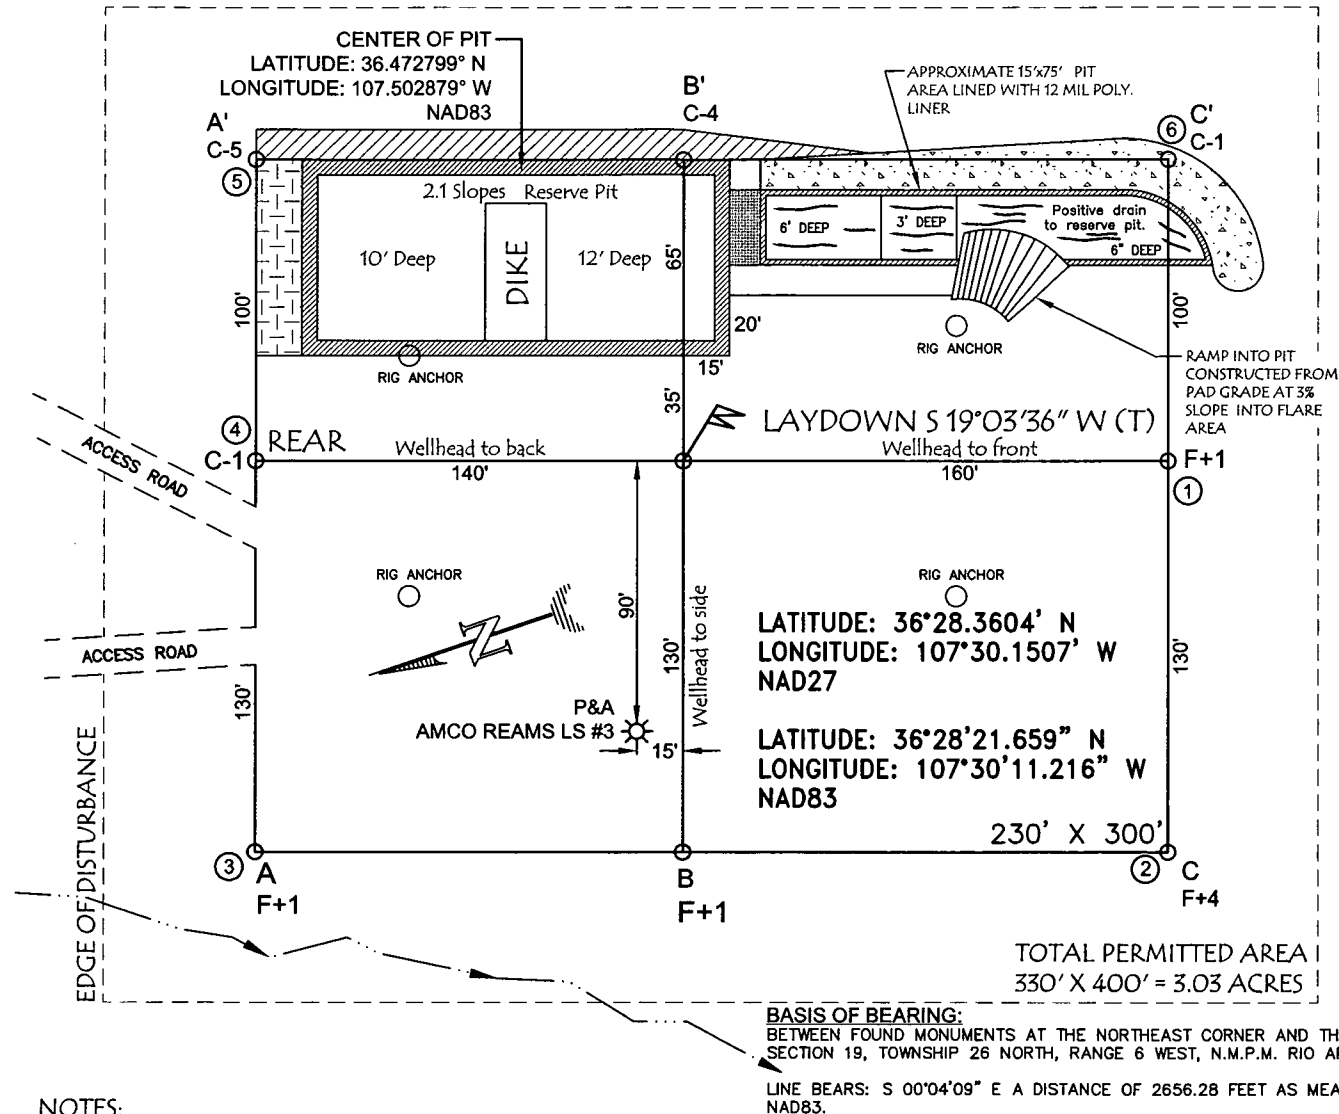 CENTER OF PIT
LATITUDE: 36.472799° N
LONGITUDE: 107.502879° W
NAD83
APPROXIMATE 15'x75' PIT
AREA LINED WITH 12 MIL POLY.
LINER
A'
C-5
5
B'
C-4
6
C'
C-1
2.1 Slopes Reserve Pit
10' Deep
DIKE
12' Deep
65'
6' DEEP
3' DEEP
Positive drain
to reserve pit.
6" DEEP
100'
20'
15'
35'
100'
RIG ANCHOR
RIG ANCHOR
RAMP INTO PIT
CONSTRUCTED FROM
PAD GRADE AT 3%
SLOPE INTO FLARE
AREA
ACCESS ROAD
4
C-1
REAR
Wellhead to back
140'
LAYDOWN S 19°03'36" W (T)
Wellhead to front
160'
F+1
1
RIG ANCHOR
RIG ANCHOR
ACCESS ROAD
N
90'
130'
Wellhead to side
130'
130'
LATITUDE: 36°28.3604' N
LONGITUDE: 107°30.1507' W
NAD27
P&A
AMCO REAMS LS #3
15'
LATITUDE: 36°28'21.659" N
LONGITUDE: 107°30'11.216" W
NAD83
230' X 300'
EDGE OF DISTURBANCE
3
A
F+1
B
F+1
2
C
F+4
TOTAL PERMITTED AREA
330' X 400' = 3.03 ACRES
BASIS OF BEARING:
BETWEEN FOUND MONUMENTS AT THE NORTHEAST CORNER AND
SECTION 19, TOWNSHIP 26 NORTH, RANGE 6 WEST, N.M.P.M. RIO
LINE BEARS: S 00°04'09" E A DISTANCE OF 2656.28 FEET AS
NAD83.
NOTES: